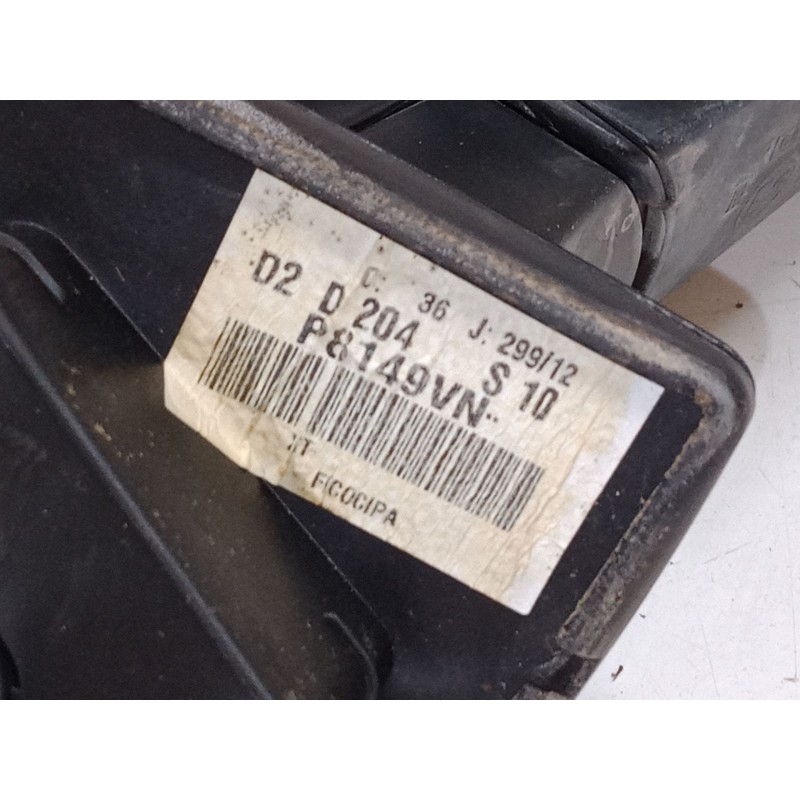 36 J: 299/12
D2 D 204 S 10
P8149VN
FICOCIPA